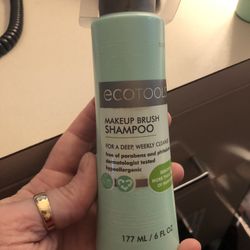 ECOTOOLS
MAKEUP BRUSH
SHAMPOO
FOR A DEEP, WEEKLY CLEANSE
free of parabens and phthalates
dermatologist tested
hypoallergenic
177 ML / 6 FL OZ